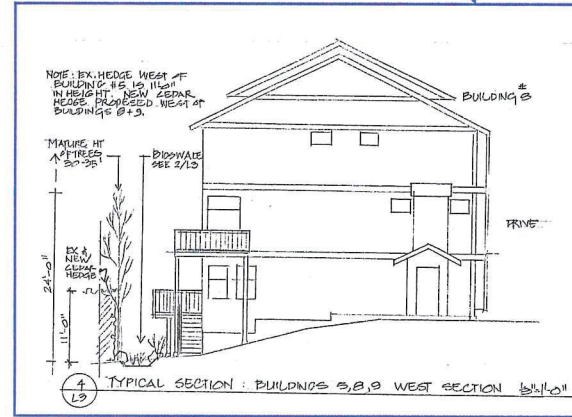 NOTE: EX. HEDGE WEST OF
BUILDING #5 IS 11'-0"
IN HEIGHT. NEW CEDAR
HEDGE PROPOSED WEST OF
BUILDINGS 8+9.
BUILDING #8
MATURE HT
OF TREES
30-35'
BIOSWALE
SEE 2/L3
DRIVE
EX &
NEW
CEDAR
HEDGE
24'-0"
11'-0"
4
L3
TYPICAL SECTION : BUILDINGS 5,8,9 WEST SECTION